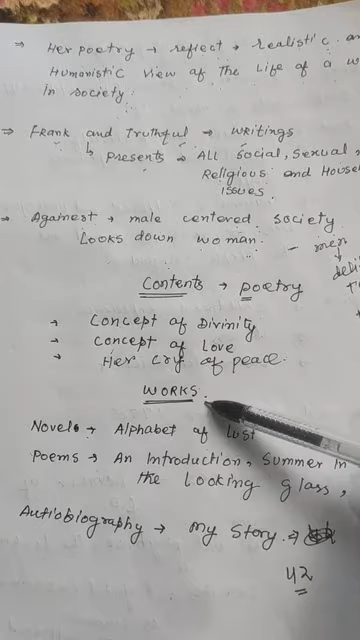 ⇒ Her poetry → reflect → realistic
Humanistic view of the life of a
in society.
⇒ Frank and Truthful → writings
↳ presents → All social, sexual,
Religious and House
issues.
→ Against → male centered society
Looks down woman. - men
Contents → poetry
→ Concept of Divinity
→ Concept of Love
→ Her cry of peace.
WORKS.
Novel → Alphabet of Lust
Poems → An Introduction, Summer In
the Looking glass,
Autiobiography → My Story. →
42